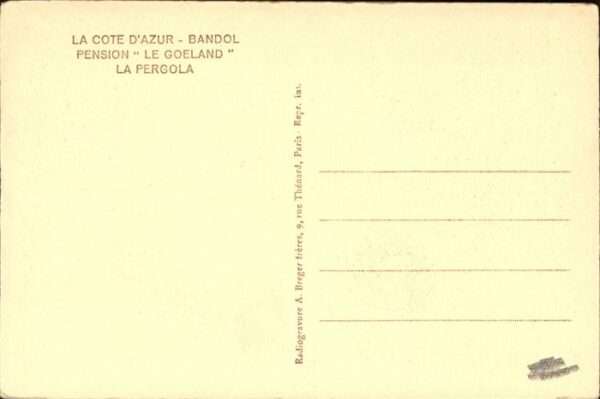 LA COTE D'AZUR - BANDOL
PENSION " LE GOELAND "
LA PERGOLA
Radiogravure A. Breger frères, 9, rue Thénard, Paris - Repr. int.